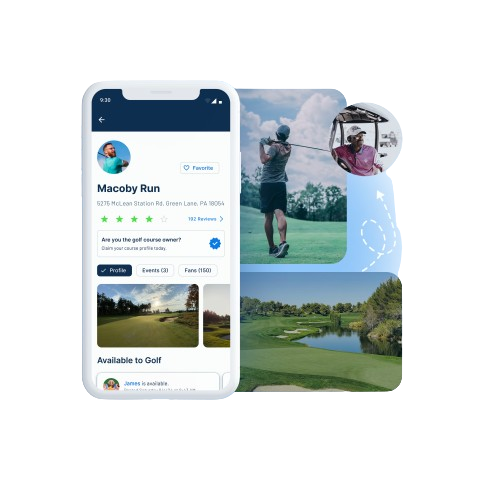 9:30
Favorite
Macoby Run
5275 McLean Station Rd, Green Lane, PA 18054
192 Reviews
Are you the golf course owner?
Claim your course profile today.
Profile
Events (3)
Fans (150)
Available to Golf
James is available.